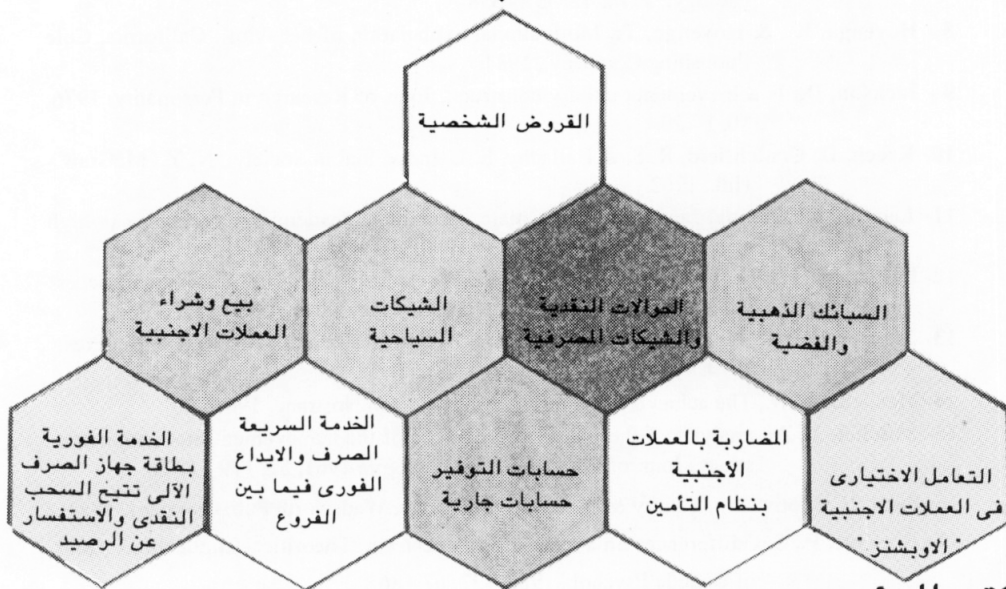 القروض الشخصية
السبائك الذهبية
والفضية
الحوالات النقدية
والشيكات المصرفية
الشيكات
السياحية
بيع وشراء
العملات الاجنبية
التعامل الاختيارى
فى العملات الاجنبية
"الاوبشنز"
المضاربة بالعملات
الأجنبية
بنظام التأمين
حسابات التوفير
حسابات جارية
الخدمة السريعة
الصرف والايداع
الفورى فيما بين
الفروع
الخدمة الفورية
بطاقة جهاز الصرف
الآلى تتيح السحب
النقدى والاستفسار
عن الرصيد